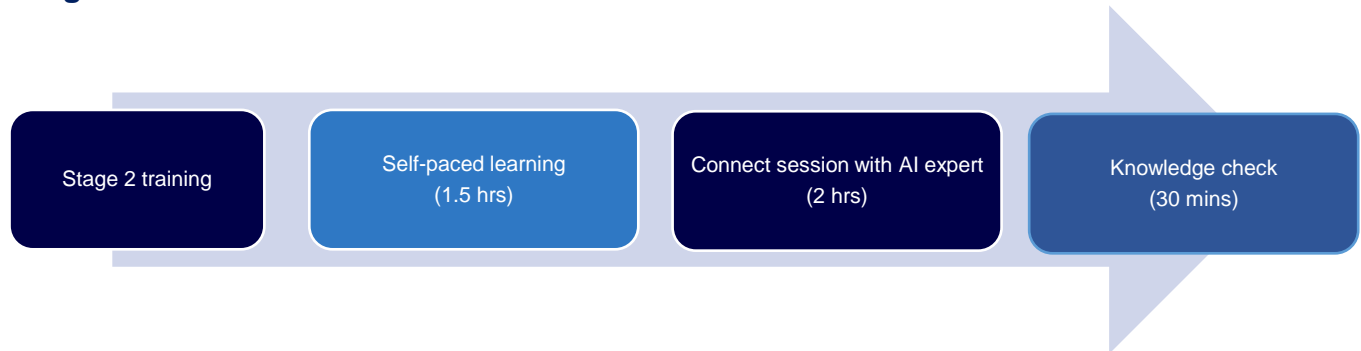 Stage 2 training
Self-paced learning
(1.5 hrs)
Connect session with AI expert
(2 hrs)
Knowledge check
(30 mins)